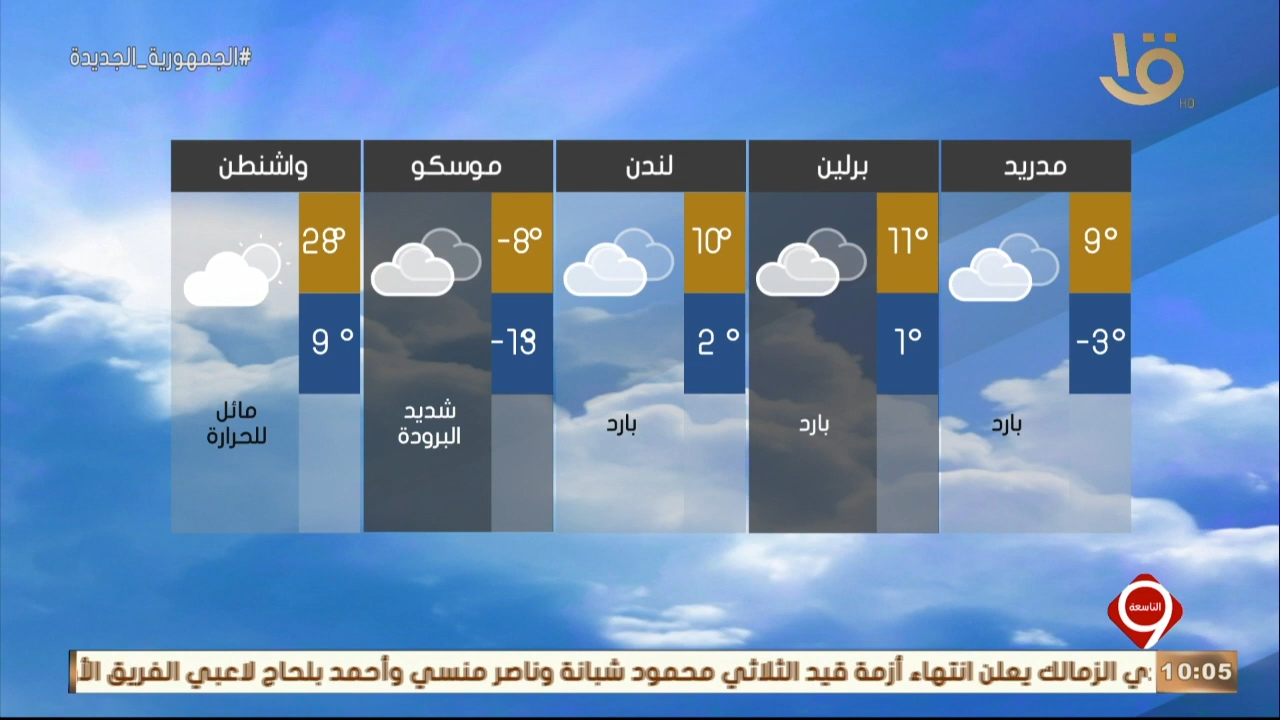 #الجمهورية_الجديدة
HD
مدريد
9°
-3°
بارد
برلين
11°
1°
بارد
لندن
10°
2 °
بارد
موسكو
-8°
-13°
شديد
البرودة
واشنطن
28°
9 °
مائل
للحرارة
التاسعة
9
10:05
ي الزمالك يعلن انتهاء أزمة قيد الثلاثي محمود شبانة وناصر منسي وأحمد بلحاج لاعبي الفريق الأ